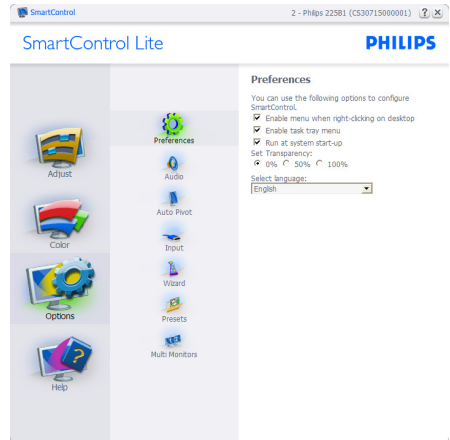 SmartControl
2 - Philips 225B1 (CS30715000001)
? x
SmartControl Lite
PHILIPS
Adjust
Color
Options
Help
Preferences
Audio
Auto Pivot
Input
Wizard
Presets
Multi Monitors
Preferences
You can use the following options to configure
SmartControl.
Enable menu when right-clicking on desktop
Enable task tray menu
Run at system start-up
Set Transparency:
0% 50% 100%
Select language:
English